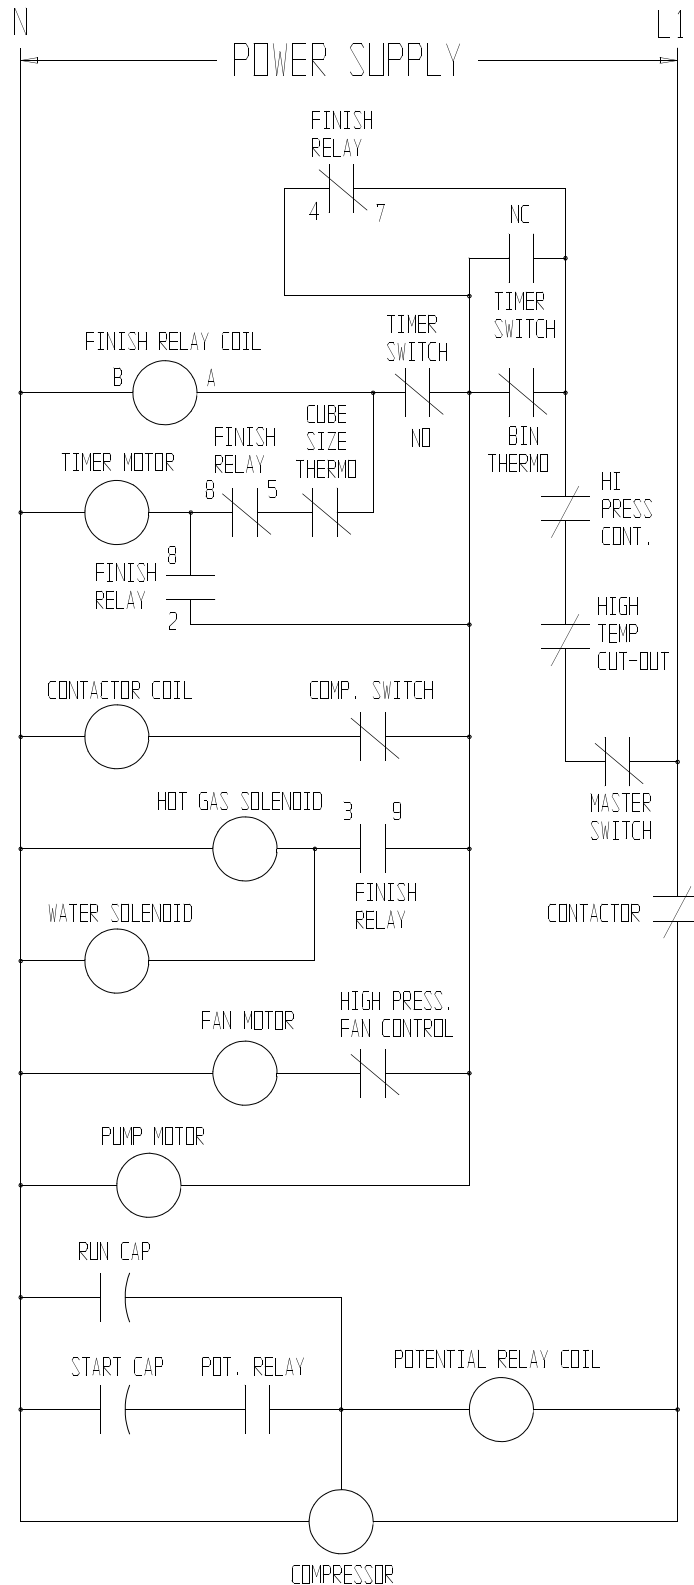 N
L1
POWER SUPPLY
FINISH
RELAY
4
7
NC
TIMER
SWITCH
TIMER
SWITCH
NO
FINISH RELAY COIL
B
A
BIN
THERMO
CUBE
SIZE
THERMO
FINISH
RELAY
8
5
TIMER MOTOR
HI
PRESS
CONT.
8
FINISH
RELAY
2
HIGH
TEMP
CUT-OUT
CONTACTOR COIL
COMP. SWITCH
MASTER
SWITCH
HOT GAS SOLENOID
3
9
FINISH
RELAY
WATER SOLENOID
CONTACTOR
FAN MOTOR
HIGH PRESS.
FAN CONTROL
PUMP MOTOR
RUN CAP
START CAP
POT. RELAY
POTENTIAL RELAY COIL
COMPRESSOR